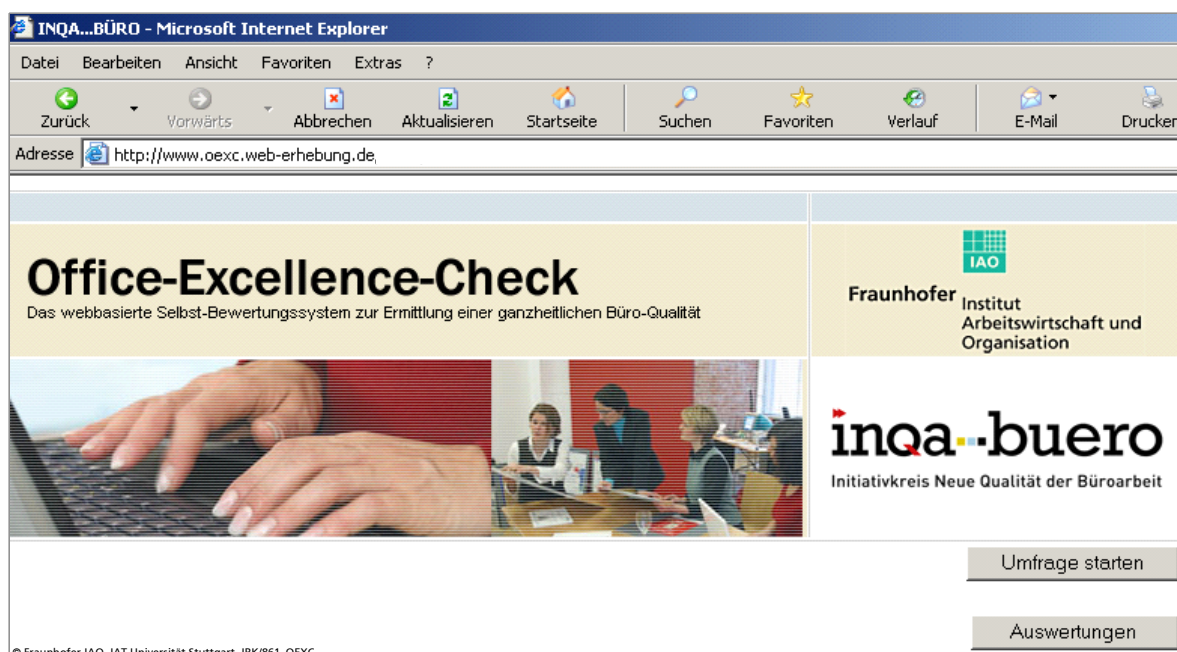 INQA...BÜRO - Microsoft Internet Explorer
Datei Bearbeiten Ansicht Favoriten Extras ?
Zurück Vorwärts Abbrechen Aktualisieren Startseite Suchen Favoriten Verlauf E-Mail Drucken
Adresse http://www.oexc.web-erhebung.de
Office-Excellence-Check
Das webbasierte Selbst-Bewertungssystem zur Ermittlung einer ganzheitlichen Büro-Qualität
IAO
Fraunhofer Institut
Arbeitswirtschaft und
Organisation
inqa...buero
Initiativkreis Neue Qualität der Büroarbeit
Umfrage starten
Auswertungen